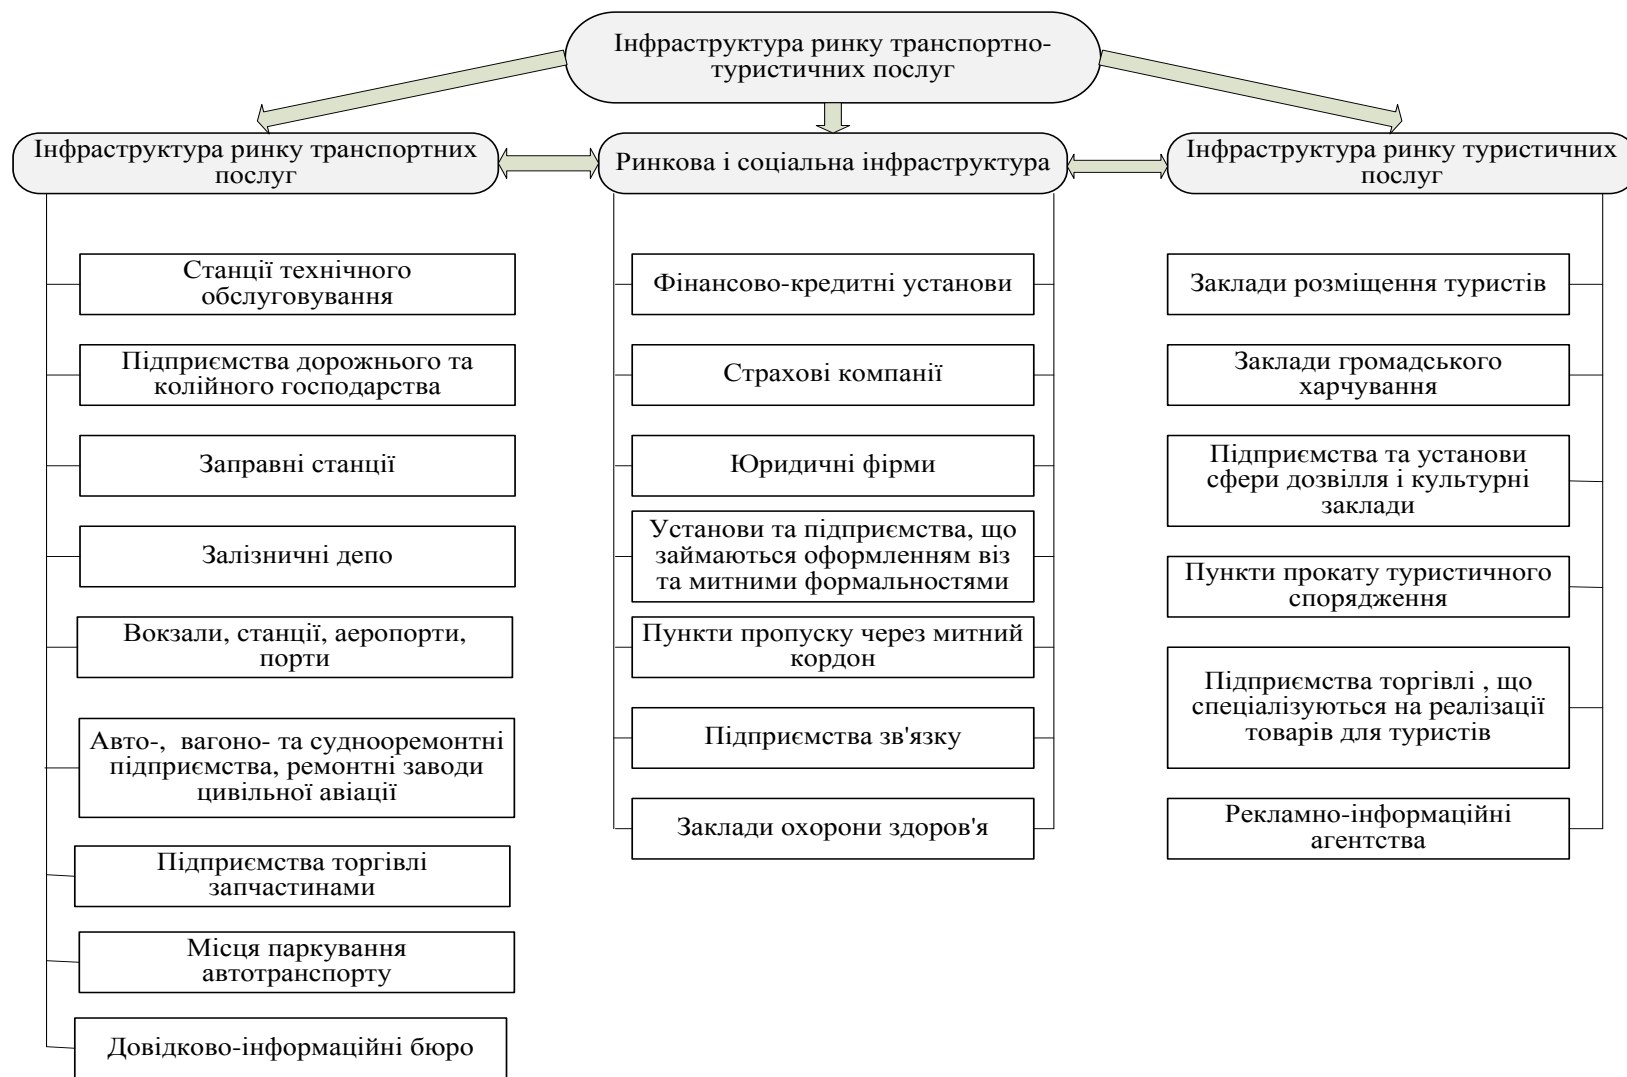 Інфраструктура ринку транспортно-
туристичних послуг
Інфраструктура ринку транспортних
послуг
Ринкова і соціальна інфраструктура
Інфраструктура ринку туристичних
послуг
Станції технічного
обслуговування
Підприємства дорожнього та
колійного господарства
Заправні станції
Залізничні депо
Вокзали, станції, аеропорти,
порти
Авто-,  вагоно- та суднооремонтні
підприємства, ремонтні заводи
цивільної авіації
Підприємства торгівлі
запчастинами
Місця паркування
автотранспорту
Довідково-інформаційні бюро
Фінансово-кредитні установи
Страхові компанії
Юридичні фірми
Установи та підприємства, що
займаються оформленням віз
та митними формальностями
Пункти пропуску через митний
кордон
Підприємства зв'язку
Заклади охорони здоров'я
Заклади розміщення туристів
Заклади громадського
харчування
Підприємства та установи
сфери дозвілля і культурні
заклади
Пункти прокату туристичного
спорядження
Підприємства торгівлі , що
спеціалізуються на реалізації
товарів для туристів
Рекламно-інформаційні
агентства